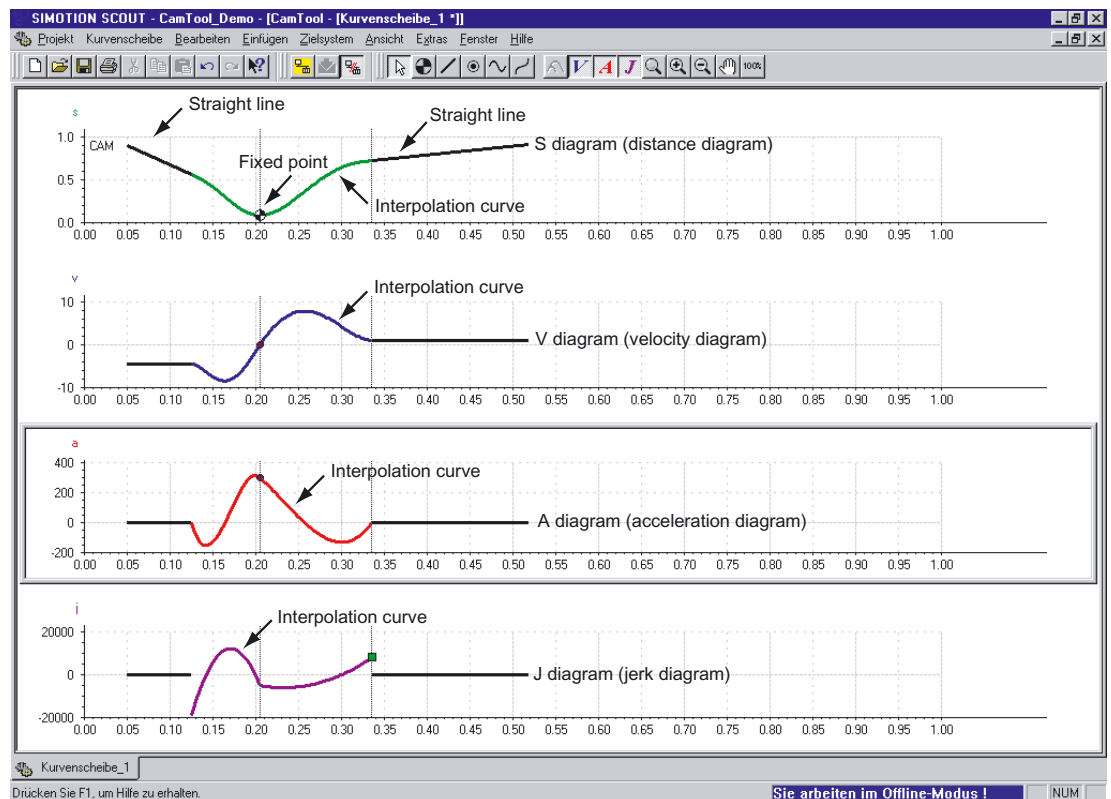 SIMOTION SCOUT - CamTool_Demo - [CamTool - [Kurvenscheibe_1 *]]
Projekt Kurvenscheibe Bearbeiten Einfügen Zielsystem Ansicht Extras Fenster Hilfe
V A J 100%
s
Straight line
Straight line
1.0
CAM
S diagram (distance diagram)
Fixed point
0.5
Interpolation curve
0.0
0.00 0.05 0.10 0.15 0.20 0.25 0.30 0.35 0.40 0.45 0.50 0.55 0.60 0.65 0.70 0.75 0.80 0.85 0.90 0.95 1.00
v
Interpolation curve
10
0
V diagram (velocity diagram)
-10
0.00 0.05 0.10 0.15 0.20 0.25 0.30 0.35 0.40 0.45 0.50 0.55 0.60 0.65 0.70 0.75 0.80 0.85 0.90 0.95 1.00
a
400
Interpolation curve
200
0
A diagram (acceleration diagram)
-200
0.00 0.05 0.10 0.15 0.20 0.25 0.30 0.35 0.40 0.45 0.50 0.55 0.60 0.65 0.70 0.75 0.80 0.85 0.90 0.95 1.00
j
Interpolation curve
20000
0
J diagram (jerk diagram)
-20000
0.00 0.05 0.10 0.15 0.20 0.25 0.30 0.35 0.40 0.45 0.50 0.55 0.60 0.65 0.70 0.75 0.80 0.85 0.90 0.95 1.00
Kurvenscheibe_1
Drücken Sie F1, um Hilfe zu erhalten.
Sie arbeiten im Offline-Modus !
NUM